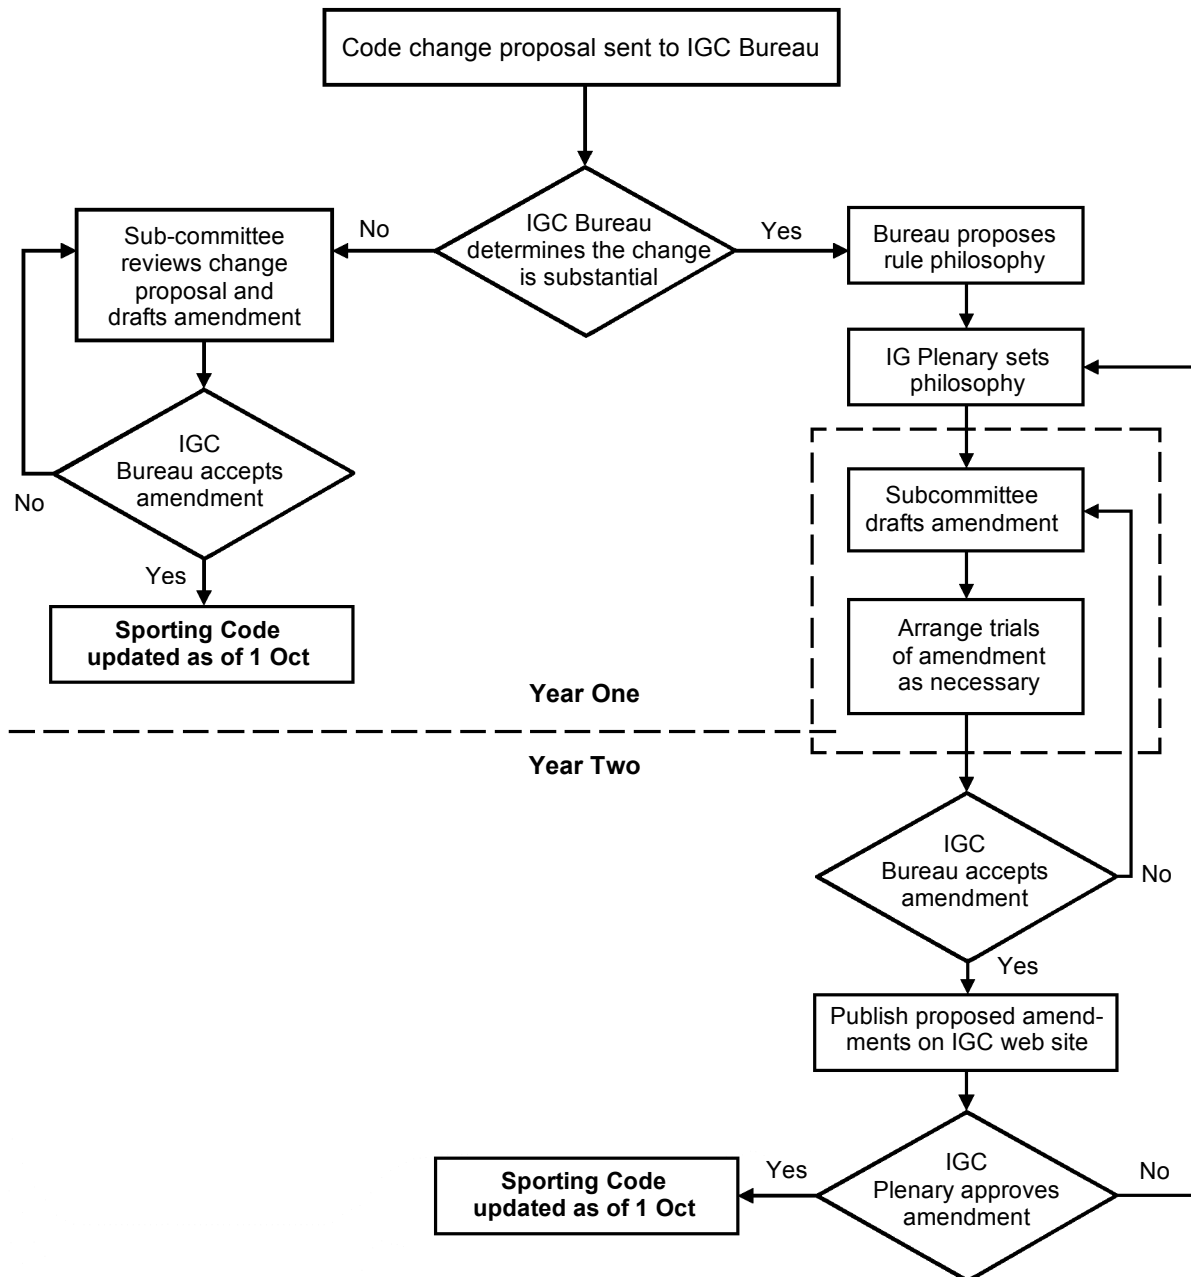 Code change proposal sent to IGC Bureau
IGC Bureau
determines the change
is substantial
No
Yes
Sub-committee
reviews change
proposal and
drafts amendment
Bureau proposes
rule philosophy
IG Plenary sets
philosophy
IGC
Bureau accepts
amendment
No
Yes
Subcommittee
drafts amendment
Sporting Code
updated as of 1 Oct
Arrange trials
of amendment
as necessary
Year One
Year Two
IGC
Bureau accepts
amendment
No
Yes
Publish proposed amend-
ments on IGC web site
IGC
Plenary approves
amendment
Yes
No
Sporting Code
updated as of 1 Oct